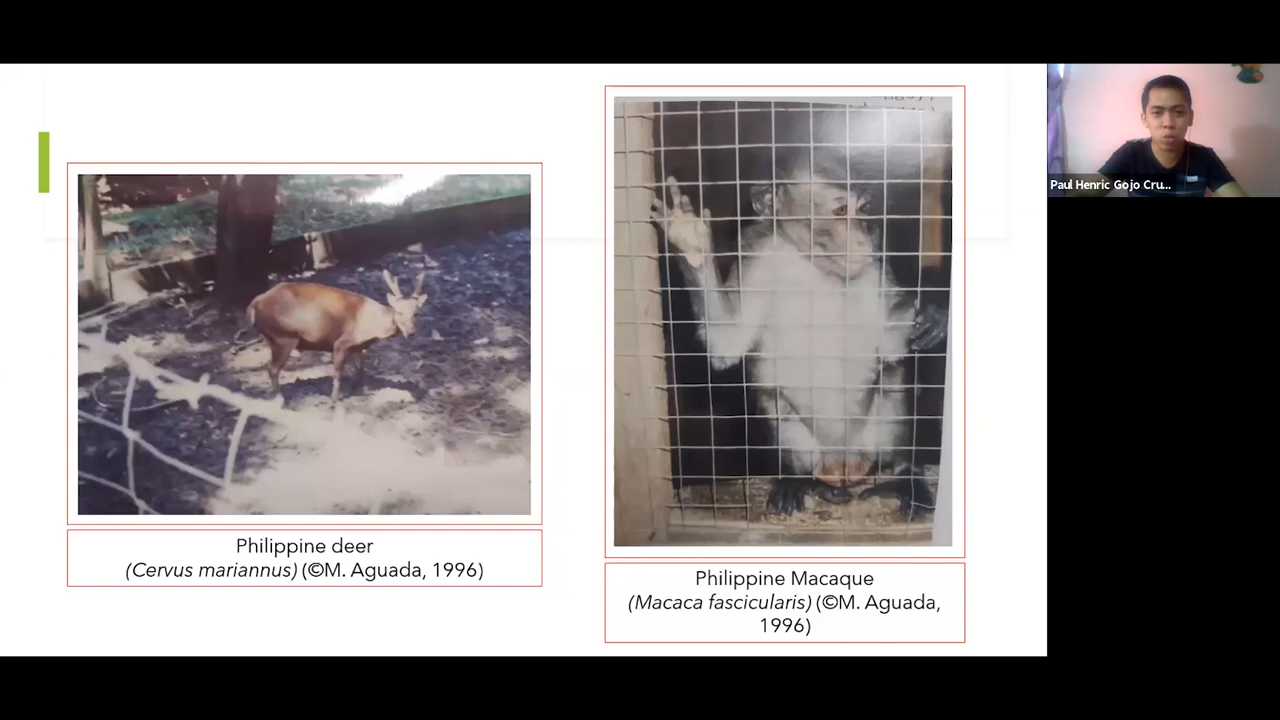 Philippine deer
(Cervus mariannus) (©M. Aguada, 1996)
Philippine Macaque
(Macaca fascicularis) (©M. Aguada,
1996)
Paul Henric Gojo Cru...